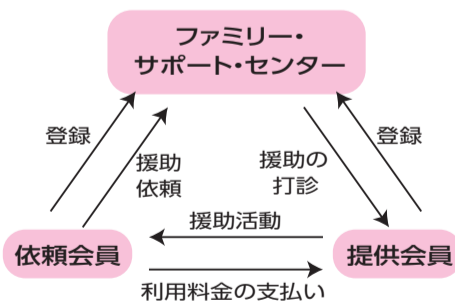 ファミリー・
サポート・センター
登録
援助
依頼
援助の
打診
登録
援助活動
依頼会員
提供会員
利用料金の支払い